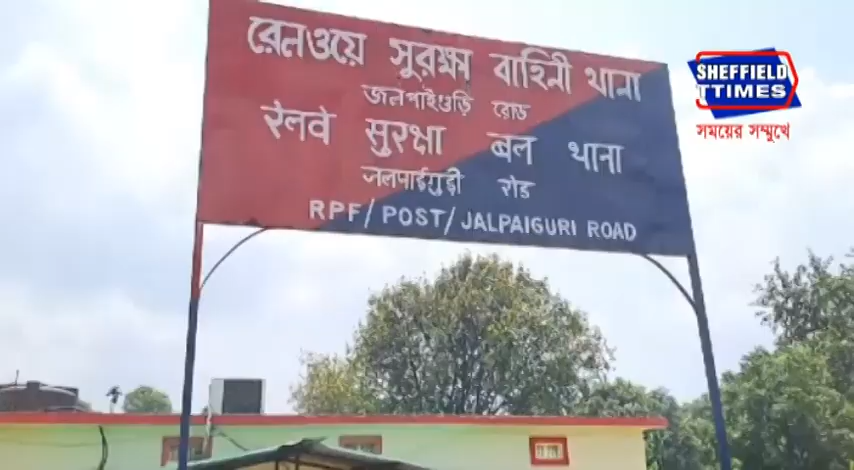 রেলওয়ে সুরক্ষা বাহিনী থানা
জলপাইগুড়ি রোড
रेलवे सुरक्षा बल थाना
जलपाईगुड़ी रोड
RPF/POST/JALPAIGURI ROAD
SHEFFIELD
TTIMES
সময়ের সম্মুখে